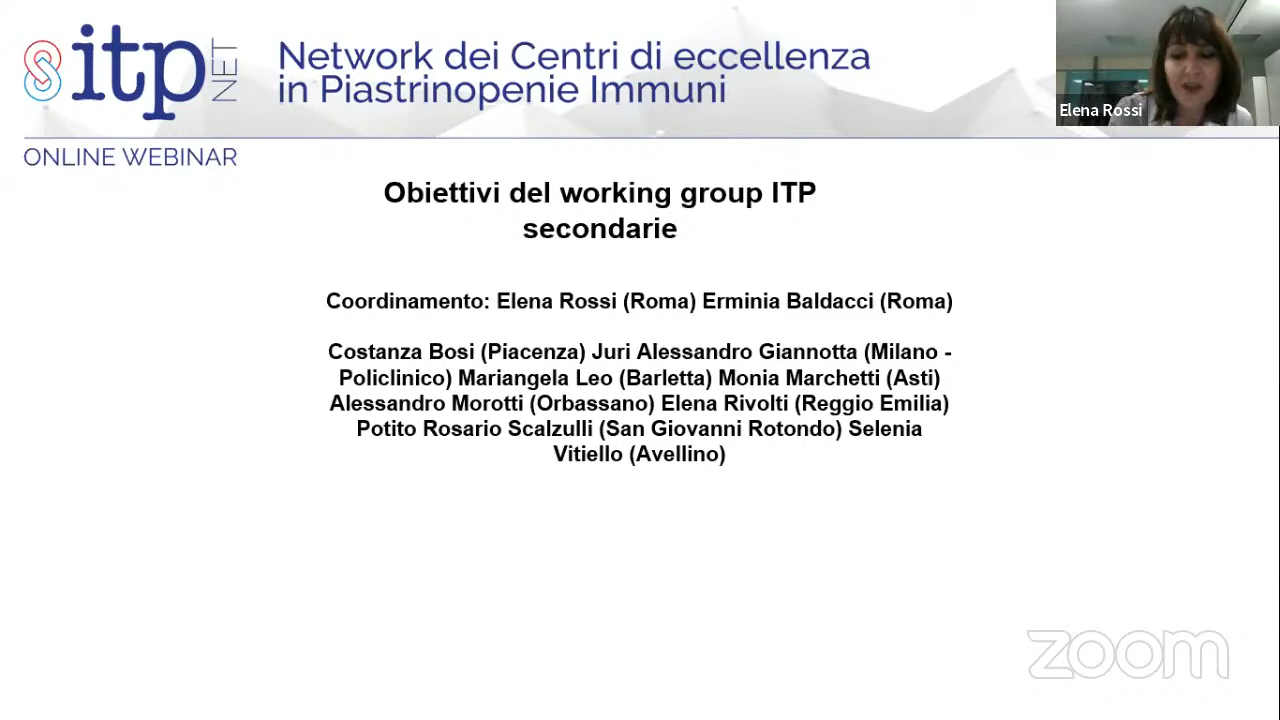 itp NET
Network dei Centri di eccellenza
in Piastrinopenie Immuni
Elena Rossi
ONLINE WEBINAR
Obiettivi del working group ITP
secondarie
Coordinamento: Elena Rossi (Roma) Erminia Baldacci (Roma)
Costanza Bosi (Piacenza) Juri Alessandro Giannotta (Milano -
Policlinico) Mariangela Leo (Barletta) Monia Marchetti (Asti)
Alessandro Morotti (Orbassano) Elena Rivolti (Reggio Emilia)
Potito Rosario Scalzulli (San Giovanni Rotondo) Selenia
Vitiello (Avellino)
zoom